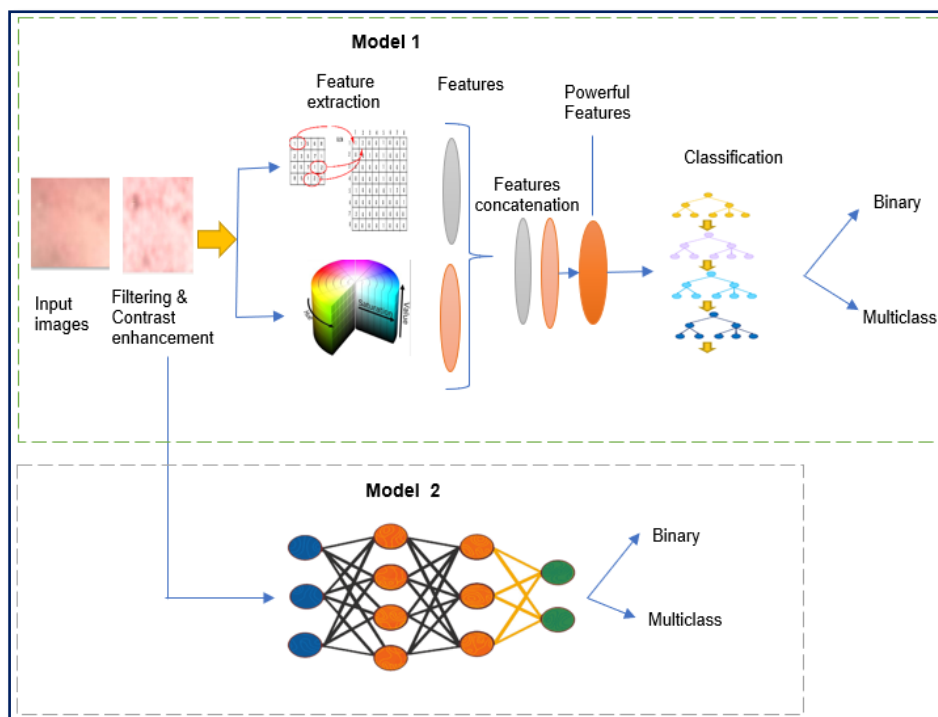 Model 1
Feature
extraction
Features
Powerful
Features
Classification
Features
concatenation
Binary
Multiclass
Input
images
Filtering &
Contrast
enhancement
Saturation
Value
Model 2
Binary
Multiclass